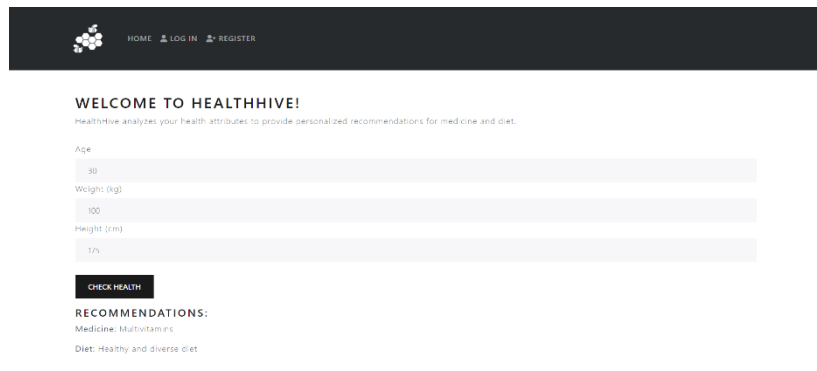 HOME LOG IN REGISTER
WELCOME TO HEALTHHIVE!
HealthHive analyzes your health attributes to provide personalized recommendations for medicine and diet.
Age
30
Weight (kg)
100
Height (cm)
175
CHECK HEALTH
RECOMMENDATIONS:
Medicine: Multivitamins
Diet: Healthy and diverse diet